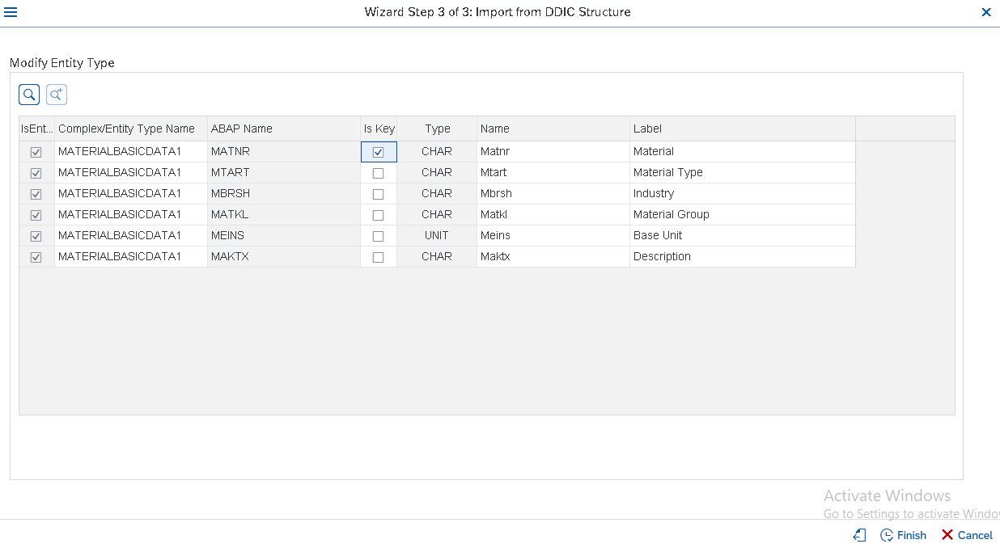 Wizard Step 3 of 3: Import from DDIC Structure
Modify Entity Type
IsEnt... Complex/Entity Type Name ABAP Name Is Key Type Name Label
MATERIALBASICDATA1 MATNR CHAR Matnr Material
MATERIALBASICDATA1 MTART CHAR Mtart Material Type
MATERIALBASICDATA1 MBRSH CHAR Mbrsh Industry
MATERIALBASICDATA1 MATKL CHAR Matkl Material Group
MATERIALBASICDATA1 MEINS UNIT Meins Base Unit
MATERIALBASICDATA1 MAKTX CHAR Maktx Description
Activate Windows
Go to Settings to activate Windo
Finish Cancel